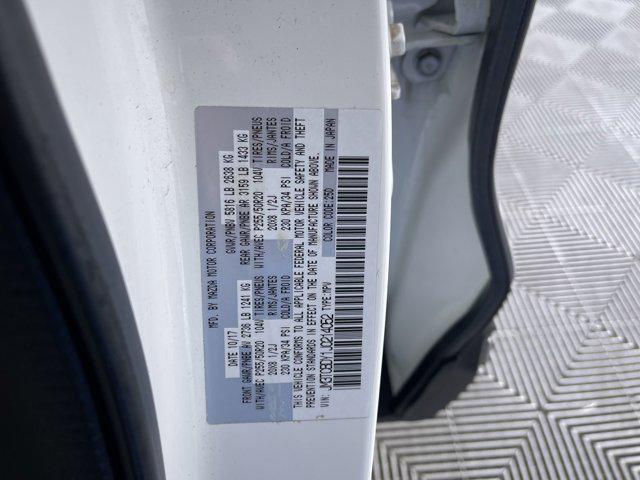 MFD. BY MAZDA MOTOR CORPORATION
DATE 10/17 GVWR/PNBV 5816 LB 2638 KG
FRONT GAWR/PNBE AV 2736 LB 1241 KG REAR GAWR/PNBE AR 3159 LB 1433 KG
WITH/AVEC P255/50R20 104V TIRES/PNEUS WITH/AVEC P255/50R20 104V TIRES/PNEUS
20X8 1/2J RIMS/JANTES 20X8 1/2J RIMS/JANTES
230 KPA/34 PSI COLD/A FROID 230 KPA/34 PSI COLD/A FROID
THIS VEHICLE CONFORMS TO ALL APPLICABLE FEDERAL MOTOR VEHICLE SAFETY AND THEFT
PREVENTION STANDARDS IN EFFECT ON THE DATE OF MANUFACTURE SHOWN ABOVE.
VIN: JM3TCBDY1J0214052 TYPE:MPV COLOR CODE:25D MADE IN JAPAN